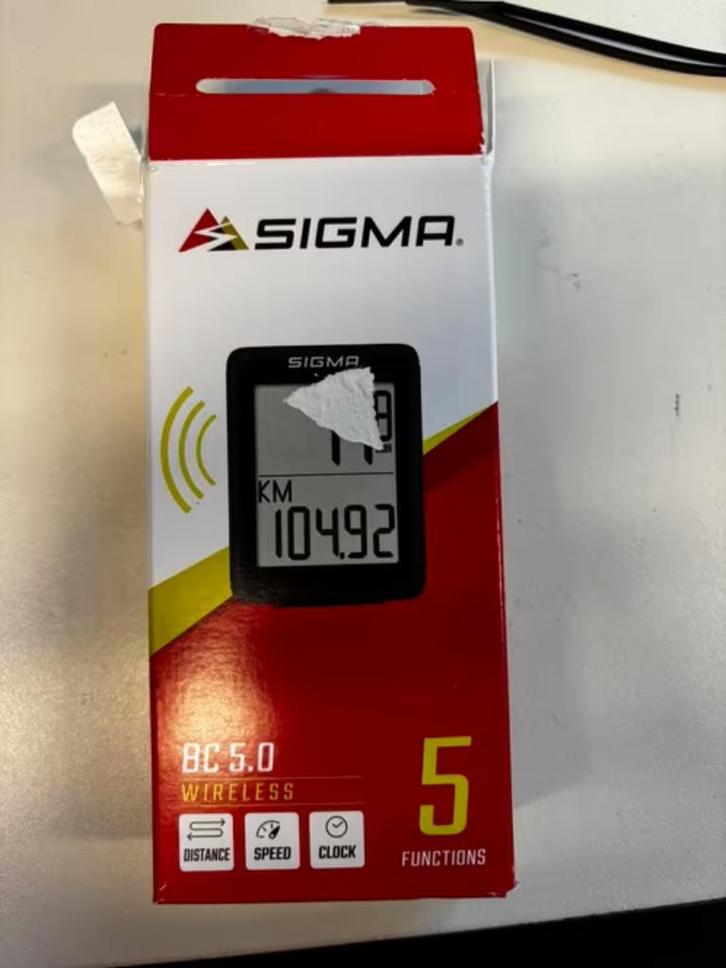 SIGMA
SIGMA
KM
104.92
BC 5.0
WIRELESS
DISTANCE
SPEED
CLOCK
5
FUNCTIONS